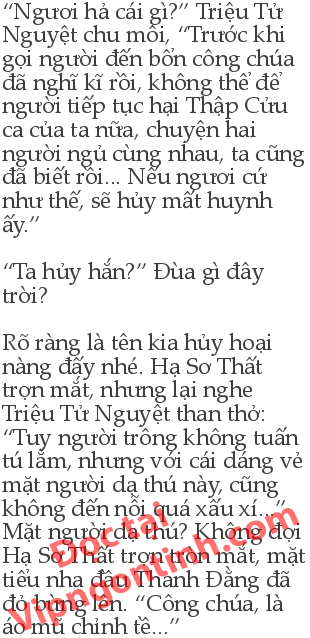 “Ngươi hả cái gì?” Triệu Tử
Nguyệt chu môi, “Trước khi
gọi người đến bổn công chúa
đã nghĩ kĩ rồi, không thể để
người tiếp tục hại Thập Cửu
ca của ta nữa, chuyện hai
người ngủ cùng nhau, ta cũng
đã biết rồi... Nếu ngươi cứ
như thế, sẽ hủy mất huynh
ấy.”
“Ta hủy hắn?” Đùa gì đây
trời?
Rõ ràng là tên kia hủy hoại
nàng đấy nhé. Hạ Sơ Thất
trợn mắt, nhưng lại nghe
Triệu Tử Nguyệt than thở:
“Tuy người trông không tuấn
tú lắm, nhưng với cái dáng vẻ
mặt người dạ thú này, cũng
không đến nỗi quá xấu xí...”
Mặt người dạ thú? Không đợi
Hạ Sơ Thất trợn tròn mắt, mặt
tiểu nha đầu Thanh Đằng đã
đỏ bừng lên. “Công chúa, là
áo mũ chỉnh tề...”
Đọc tại
Vipngontinh.com